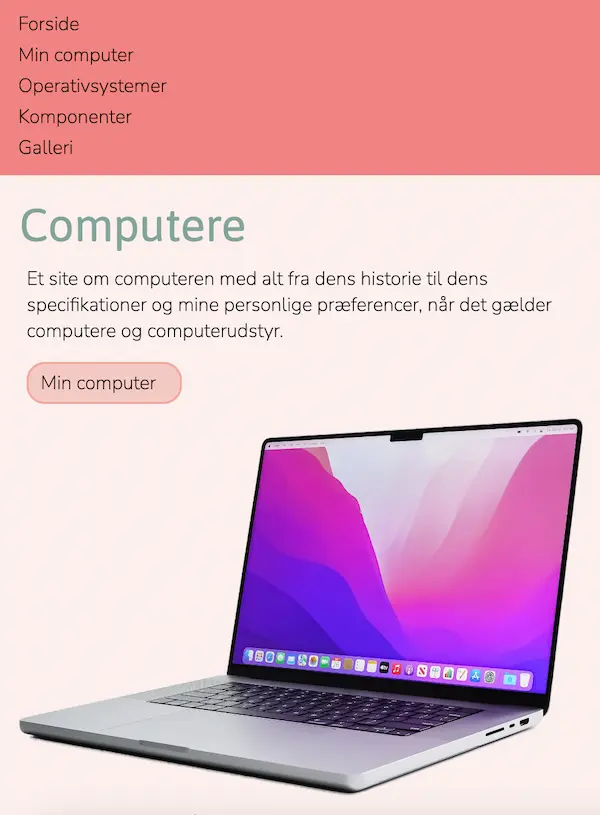 Forside
Min computer
Operativsystemer
Komponenter
Galleri
Computere
Et site om computeren med alt fra dens historie til dens
specifikationer og mine personlige præferencer, når det gælder
computere og computerudstyr.
Min computer